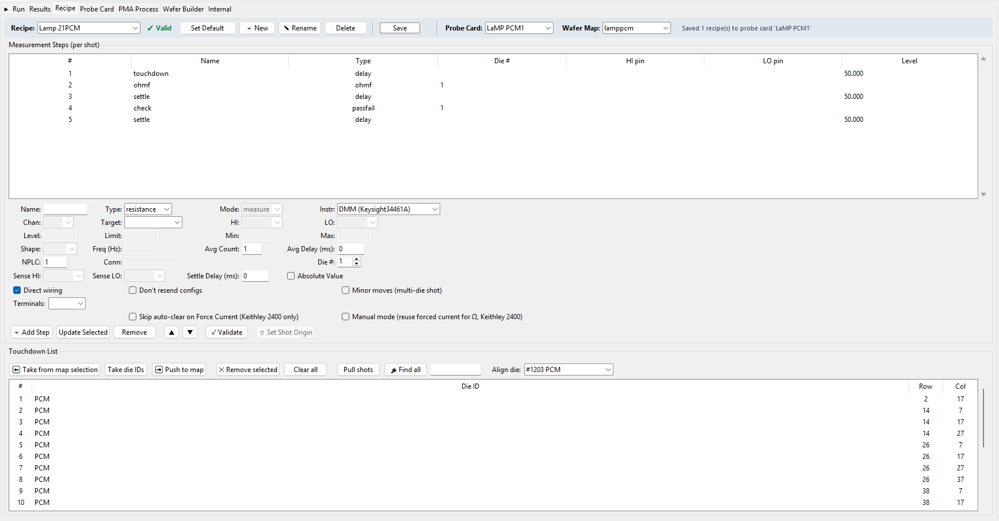 ▶ Run Results Recipe Probe Card PMA Process Wafer Builder Internal
Recipe: Lamp 21PCM ✓ Valid Set Default + New Rename Delete Save Probe Card: LaMP PCM1 Wafer Map: lamppcm Saved 1 recipe(s) to probe card 'LaMP PCM1'
Measurement Steps (per shot)
# Name Type Die # HI pin LO pin Level
1 touchdown delay 50.000
2 ohmf ohmf 1
3 settle delay 50.000
4 check passfail 1
5 settle delay 50.000
Name: Type: resistance Mode: measure Instr: DMM (Keysight34461A)
Chan: Target: HI: LO:
Level: Limit: Min: Max:
Shape: Freq (Hz): Avg Count: 1 Avg Delay (ms): 0
NPLC: 1 Conn: Die #: 1
Sense HI: Sense LO: Settle Delay (ms): 0 Absolute Value
Direct wiring Don't resend configs Minor moves (multi-die shot)
Terminals:
Skip auto-clear on Force Current (Keithley 2400 only) Manual mode (reuse forced current for Ω, Keithley 2400)
+ Add Step Update Selected Remove ▲ ▼ ✓ Validate Set Shot Origin
Touchdown List
Take from map selection Take die IDs Push to map Remove selected Clear all Pull shots Find all Align die: #1203 PCM
# Die ID Row Col
1 PCM 2 17
2 PCM 14 7
3 PCM 14 17
4 PCM 14 27
5 PCM 26 7
6 PCM 26 17
7 PCM 26 27
8 PCM 26 37
9 PCM 38 7
10 PCM 38 17